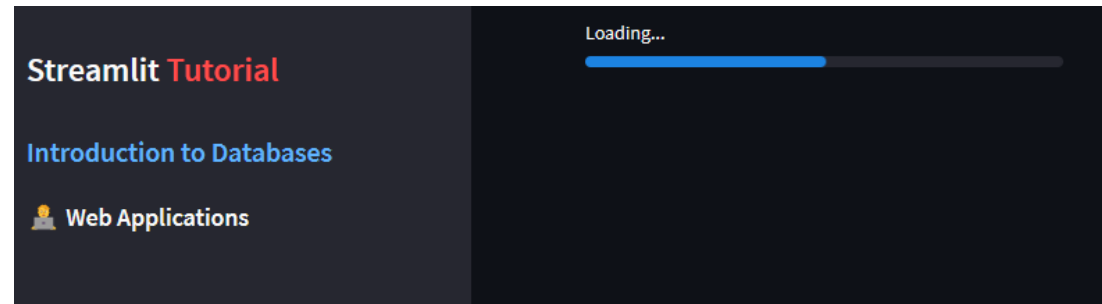 Streamlit Tutorial
Introduction to Databases
Web Applications
Loading...